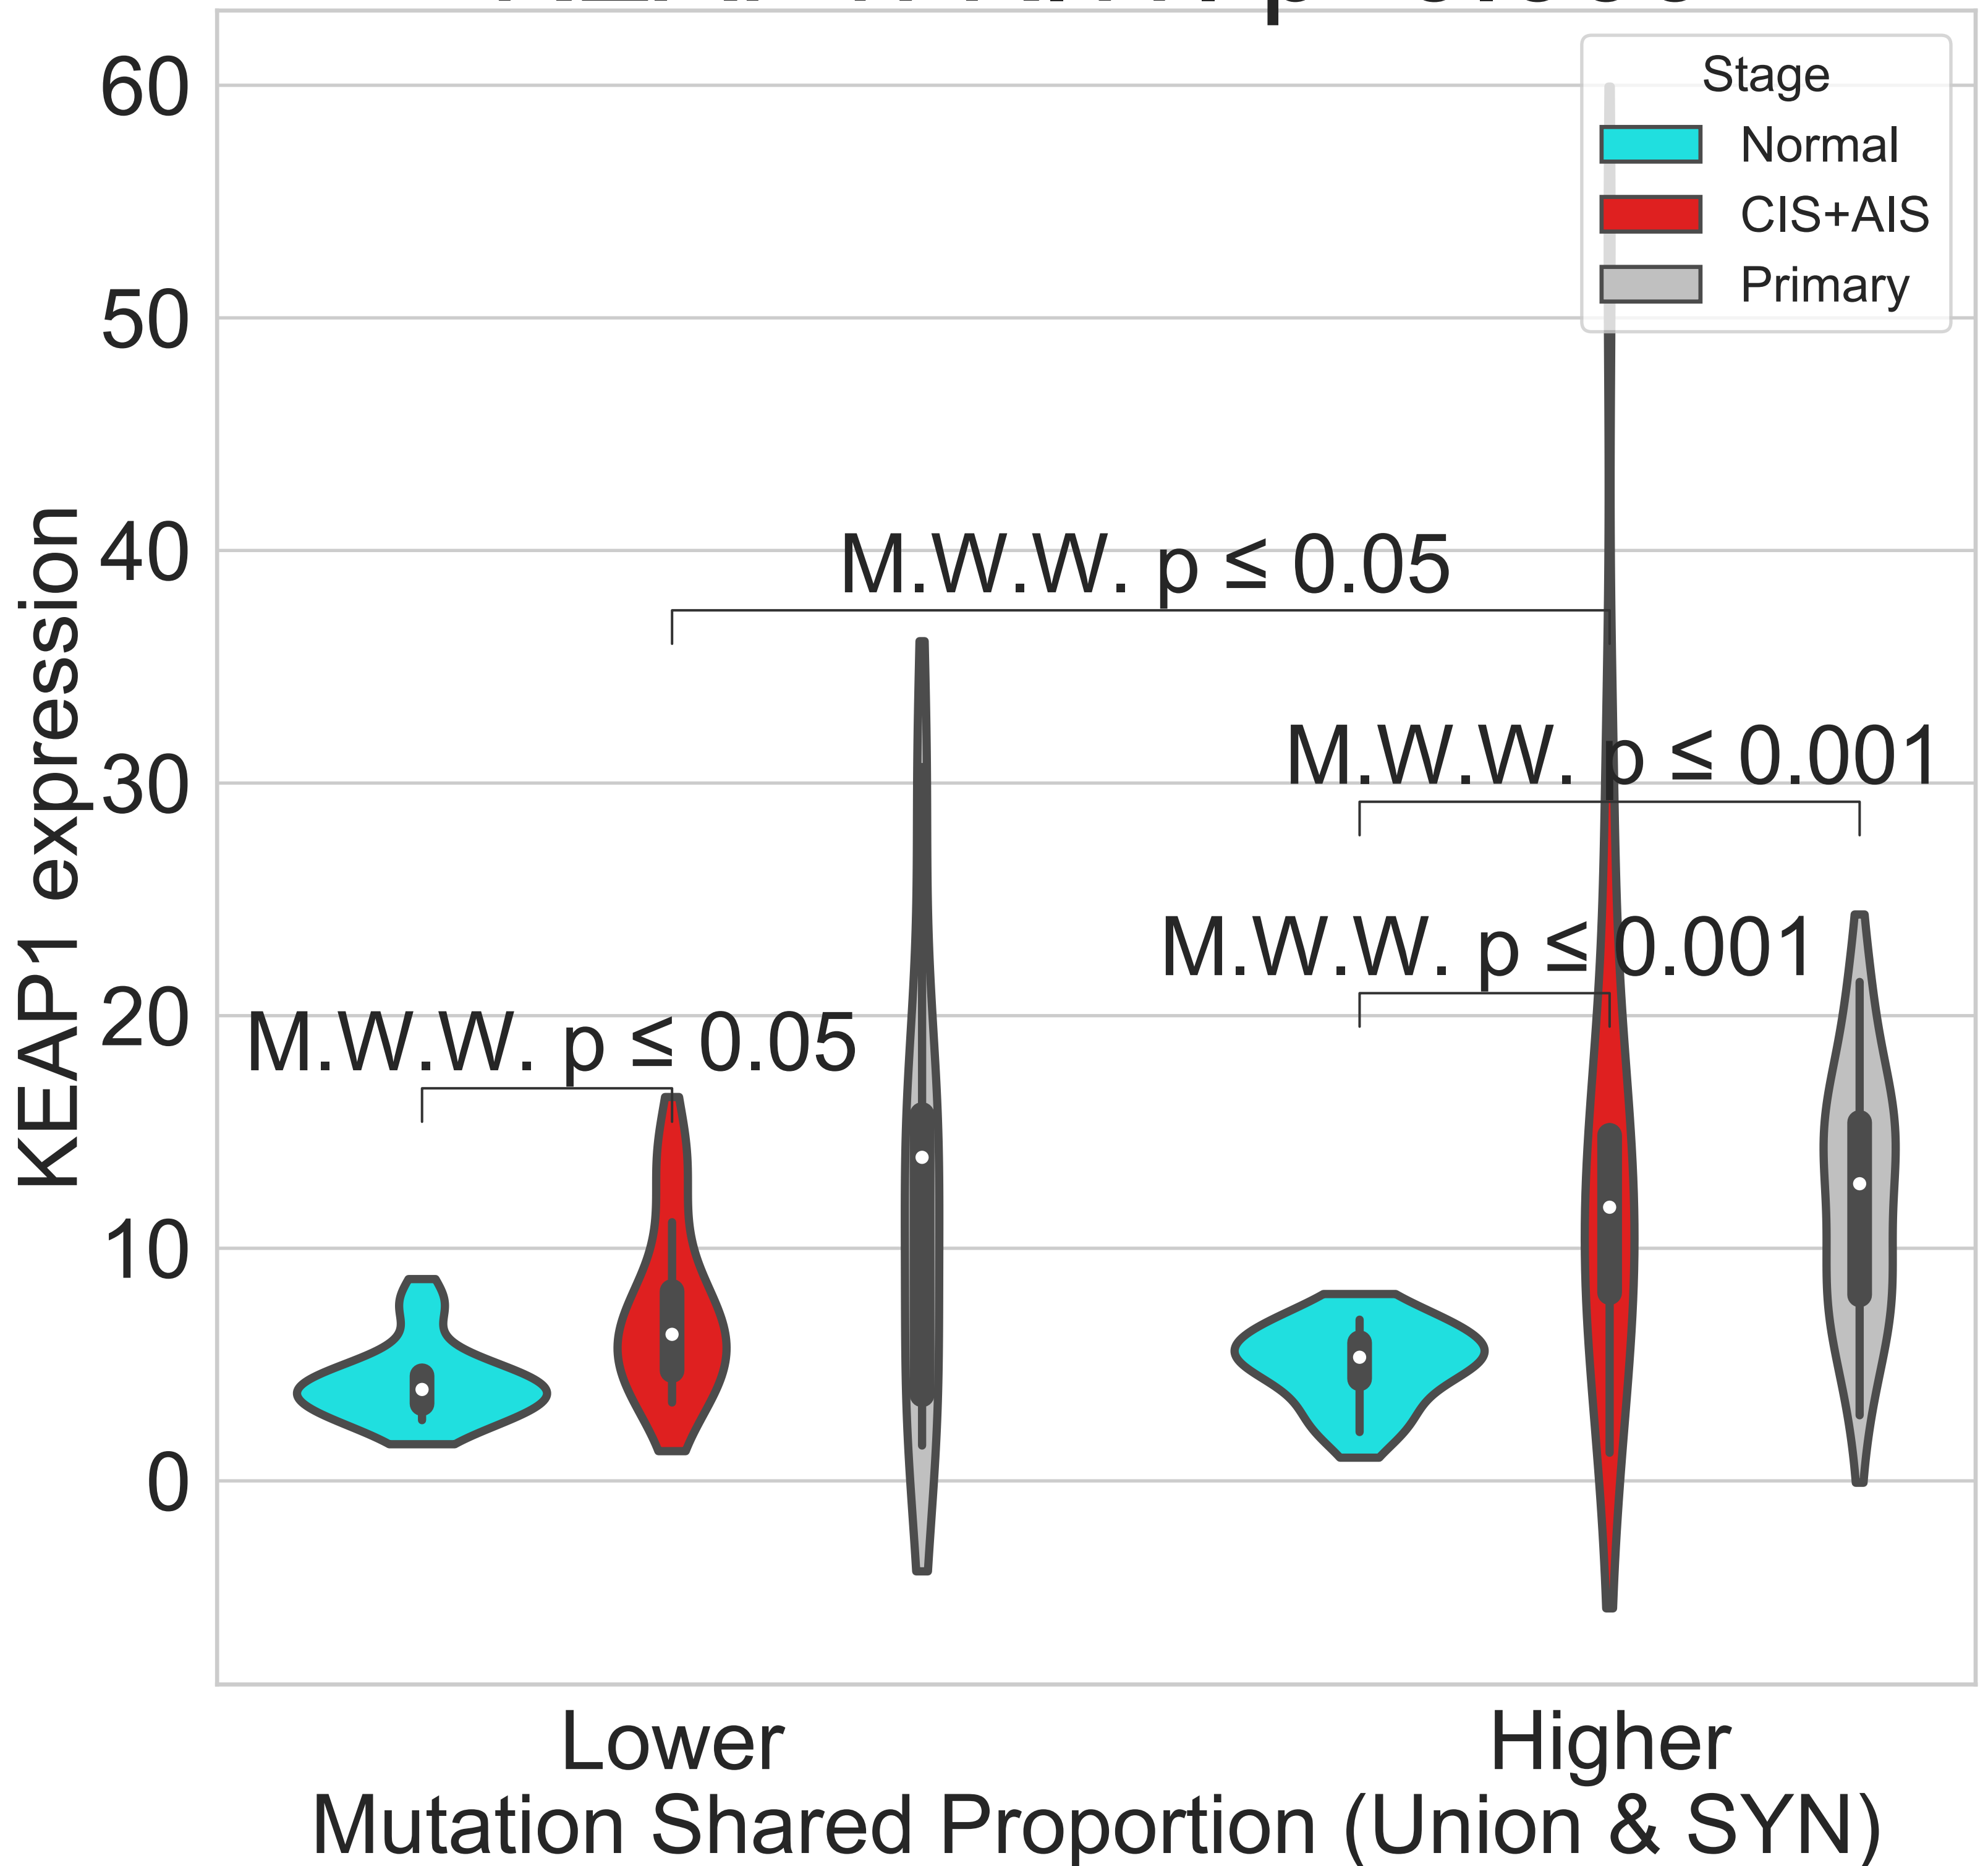 Stage
Normal
CIS+AIS
Primary
60
50
40
30
20
10
0
KEAP1 expression
M.W.W. p ≤ 0.05
M.W.W. p ≤ 0.001
M.W.W. p ≤ 0.001
M.W.W. p ≤ 0.05
Lower
Higher
Mutation Shared Proportion (Union & SYN)